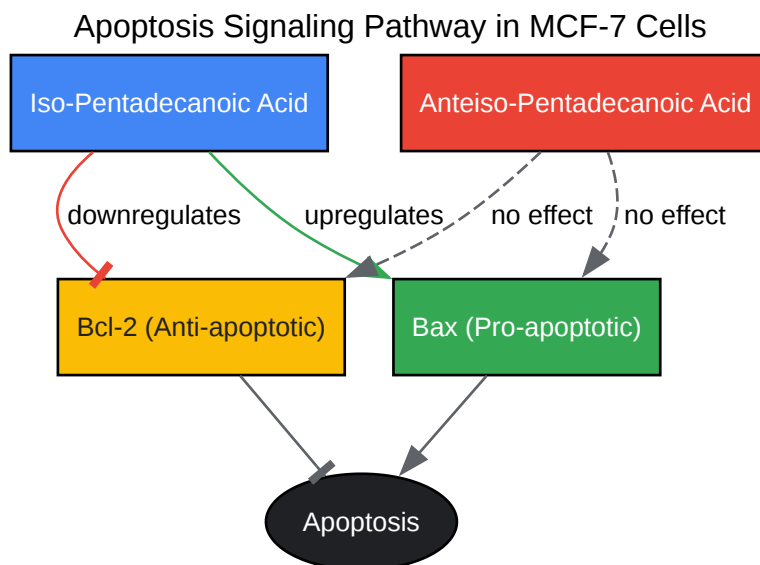 Apoptosis Signaling Pathway in MCF-7 Cells
Iso-Pentadecanoic Acid
Anteiso-Pentadecanoic Acid
downregulates
upregulates
no effect
no effect
Bcl-2 (Anti-apoptotic)
Bax (Pro-apoptotic)
Apoptosis